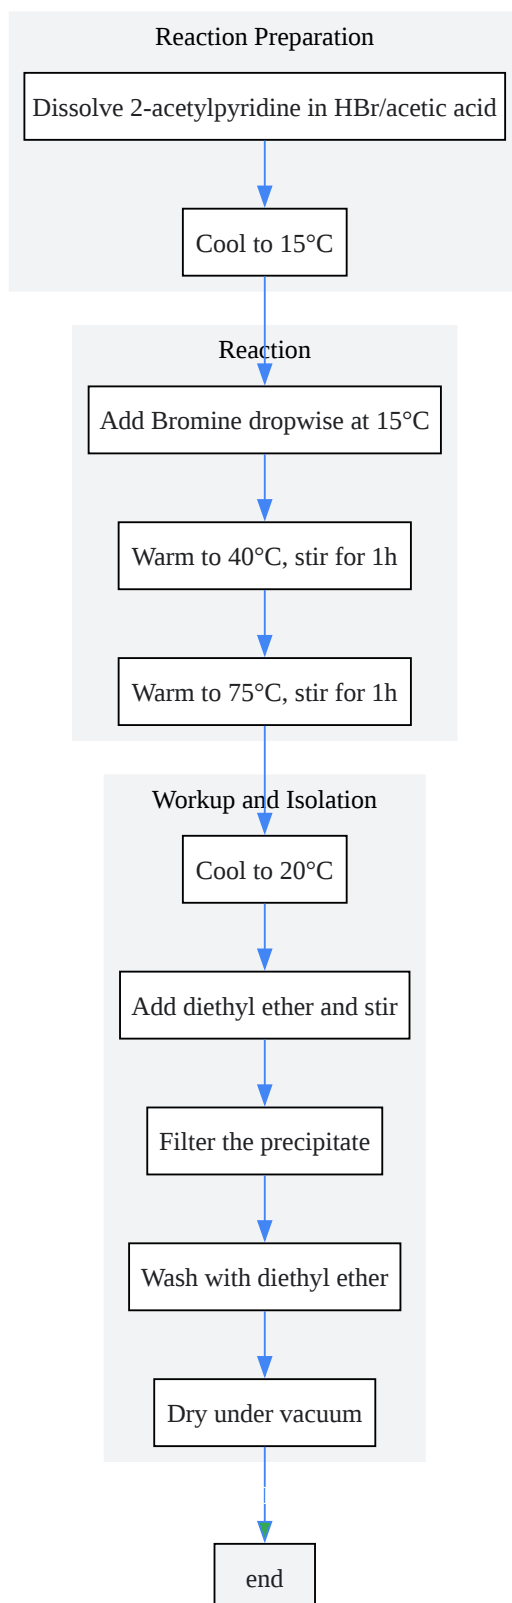 Reaction Preparation
Dissolve 2-acetylpyridine in HBr/acetic acid
Cool to 15°C
Reaction
Add Bromine dropwise at 15°C
Warm to 40°C, stir for 1h
Warm to 75°C, stir for 1h
Workup and Isolation
Cool to 20°C
Add diethyl ether and stir
Filter the precipitate
Wash with diethyl ether
Dry under vacuum
end